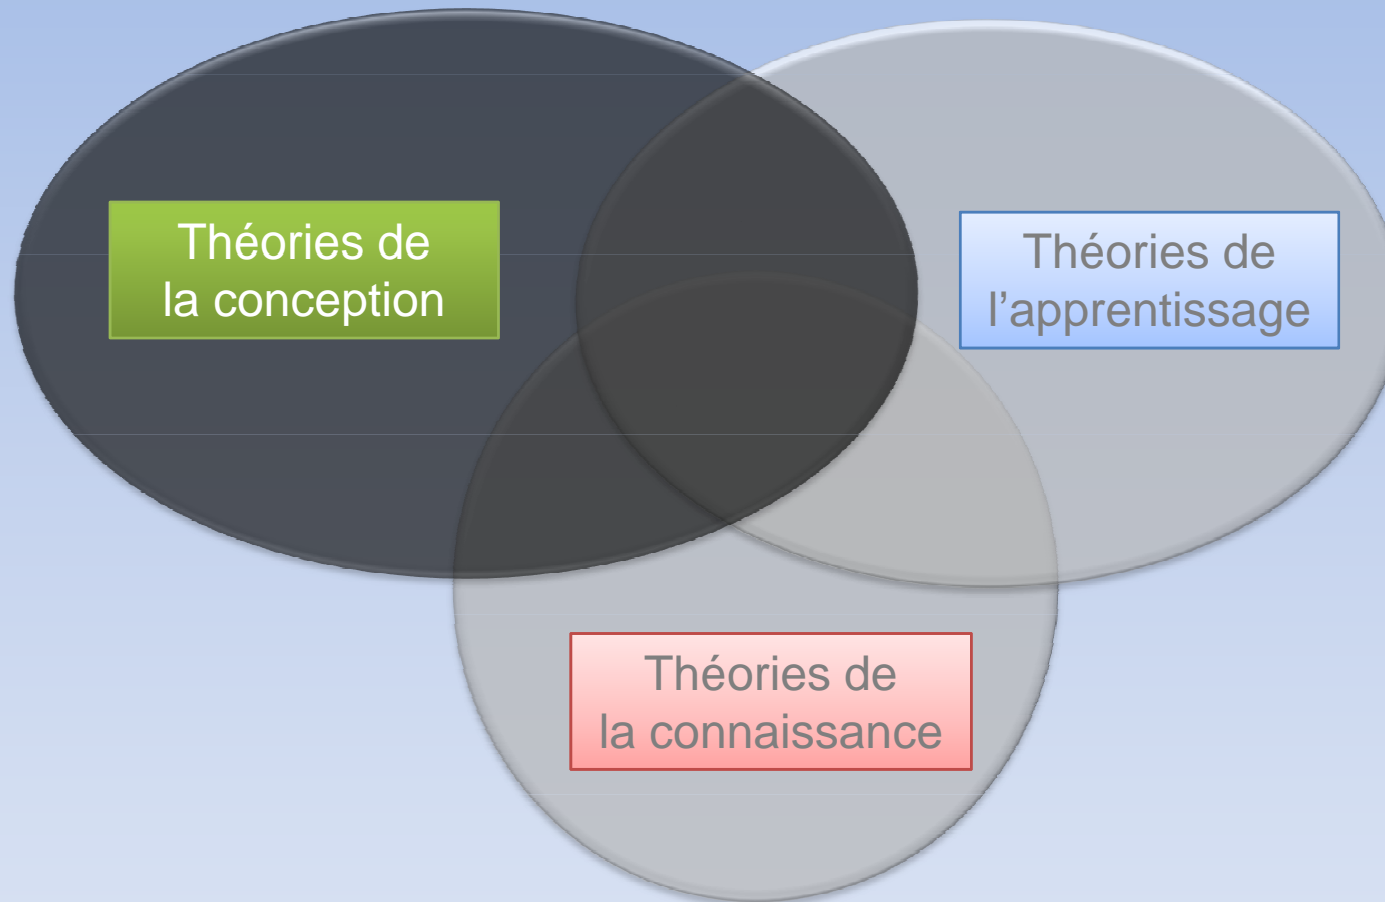 Théories de
la conception
Théories de
l’apprentissage
Théories de
la connaissance